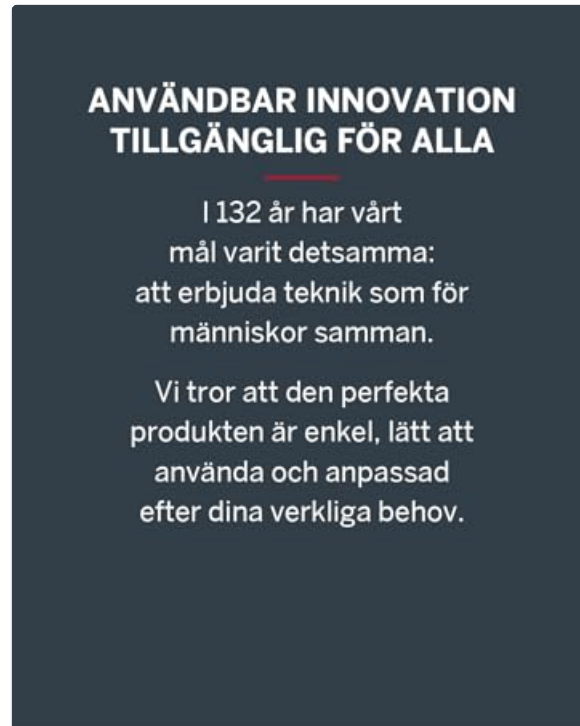 ANVÄNDBAR INNOVATION
TILLGÄNGLIG FÖR ALLA
I 132 år har vårt
mål varit detsamma:
att erbjuda teknik som för
människor samman.
Vi tror att den perfekta
produkten är enkel, lätt att
använda och anpassad
efter dina verkliga behov.